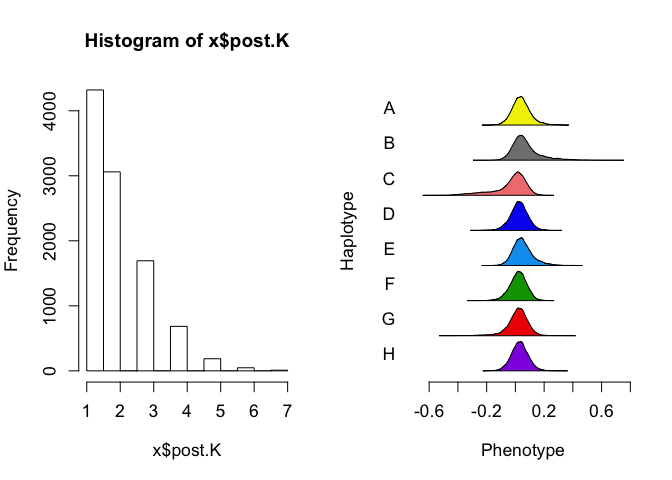 Histogram of x$post.K
Frequency
0
1000
2000
3000
4000
1 2 3 4 5 6 7
x$post.K
Haplotype
A
B
C
D
E
F
G
H
-0.6 -0.2 0.2 0.6
Phenotype